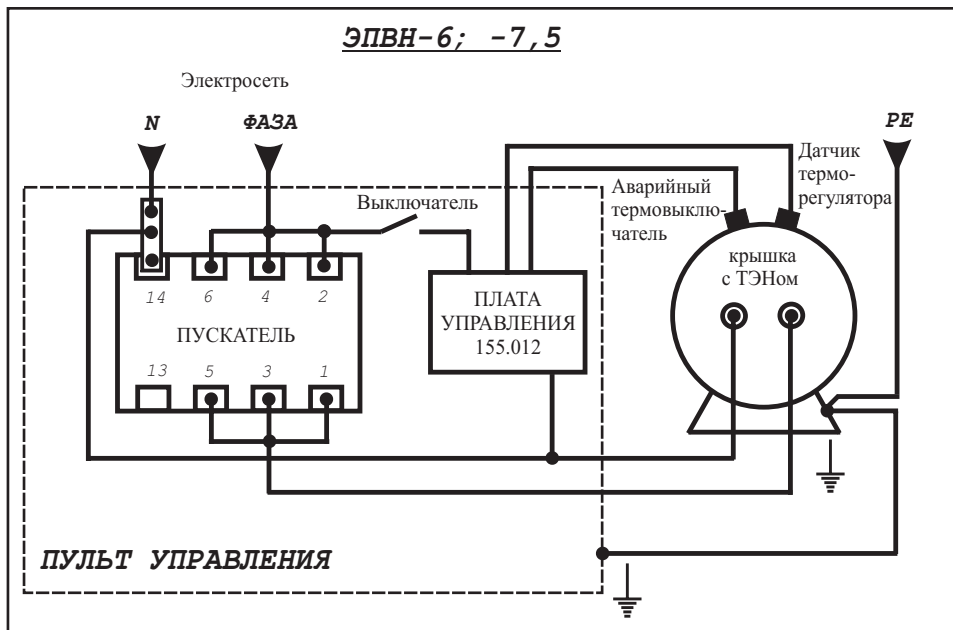 ЭПВН-6; -7,5
Электросеть
N
ФАЗА
PE
Датчик
термо-
регулятора
Аварийный
термовыклю-
чатель
Выключатель
крышка
с ТЭНом
14
6
4
2
ПУСКАТЕЛЬ
13
5
3
1
ПЛАТА
УПРАВЛЕНИЯ
155.012
ПУЛЬТ УПРАВЛЕНИЯ